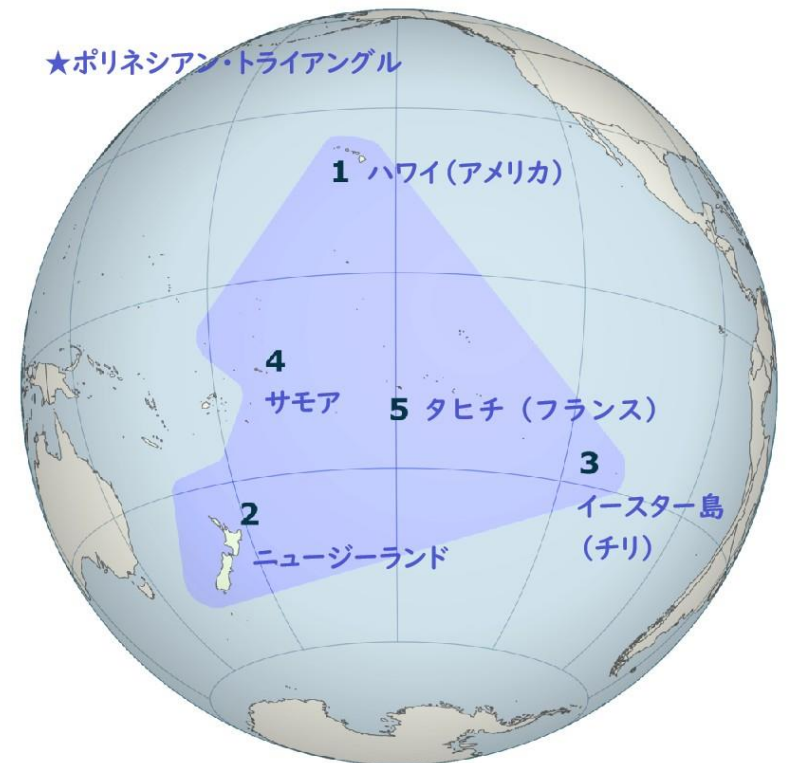 ★ポリネシアン・トライアングル
1 ハワイ（アメリカ）
4
サモア
5 タヒチ（フランス）
3
イースター島
（チリ）
2
ニュージーランド